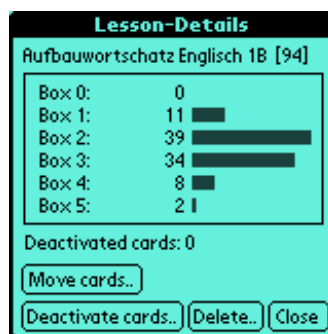 Lesson-Details
Aufbauwortschatz Englisch 1B [94]
Box 0: 0
Box 1: 11
Box 2: 39
Box 3: 34
Box 4: 8
Box 5: 2
Deactivated cards: 0
Move cards..
Deactivate cards.. Delete.. Close